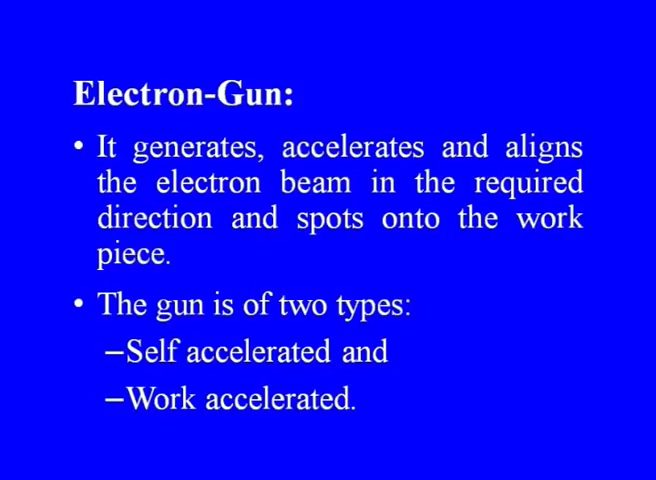 Electron-Gun:
• It generates, accelerates and aligns
the electron beam in the required
direction and spots onto the work
piece.
• The gun is of two types:
–Self accelerated and
–Work accelerated.